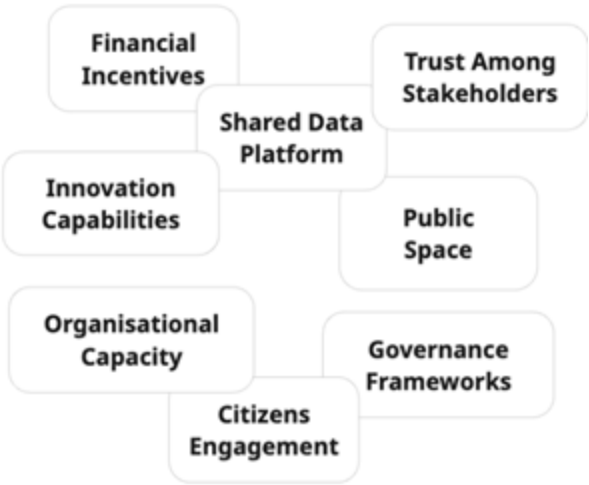 Financial
Incentives
Trust Among
Stakeholders
Shared Data
Platform
Innovation
Capabilities
Public
Space
Organisational
Capacity
Governance
Frameworks
Citizens
Engagement